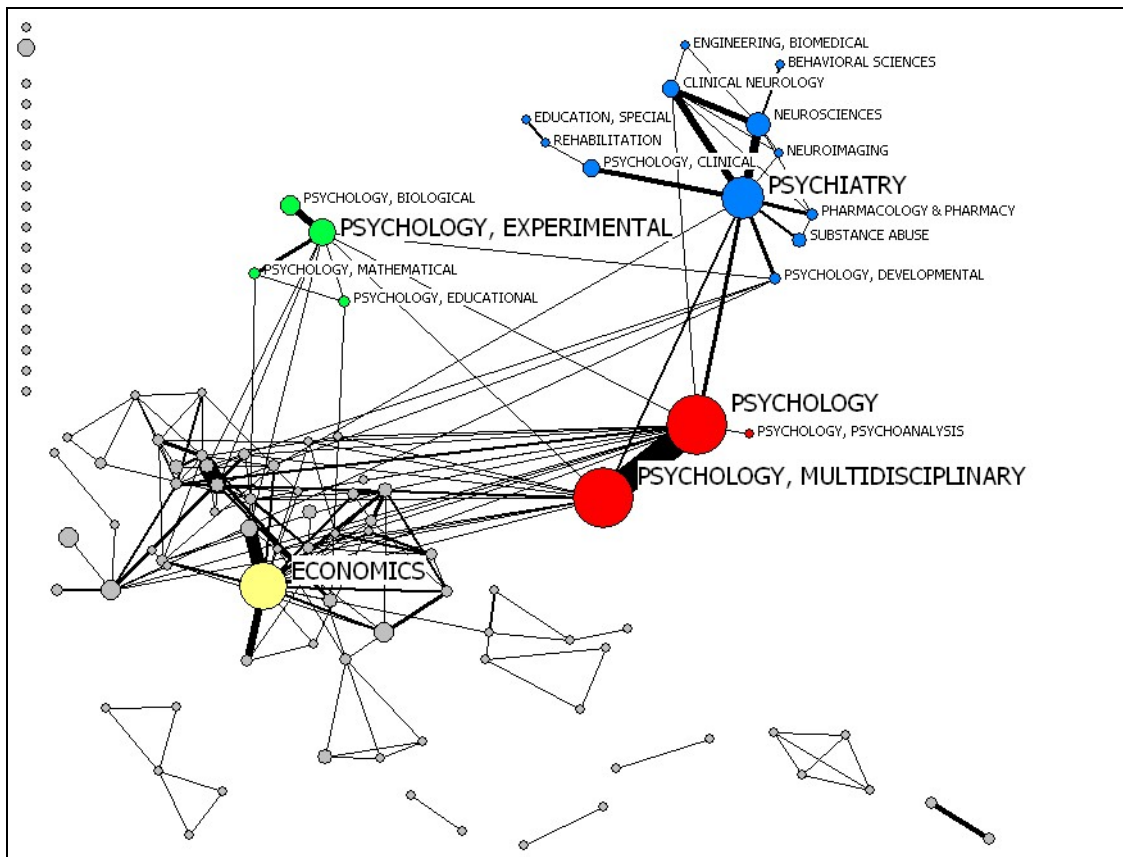 ENGINEERING, BIOMEDICAL
BEHAVIORAL SCIENCES
CLINICAL NEUROLOGY
NEUROSCIENCES
EDUCATION, SPECIAL
REHABILITATION
NEUROIMAGING
PSYCHOLOGY, CLINICAL
PSYCHIATRY
PSYCHOLOGY, BIOLOGICAL
PHARMACOLOGY & PHARMACY
PSYCHOLOGY, EXPERIMENTAL
SUBSTANCE ABUSE
PSYCHOLOGY, MATHEMATICAL
PSYCHOLOGY, DEVELOPMENTAL
PSYCHOLOGY, EDUCATIONAL
PSYCHOLOGY
PSYCHOLOGY, PSYCHOANALYSIS
PSYCHOLOGY, MULTIDISCIPLINARY
ECONOMICS